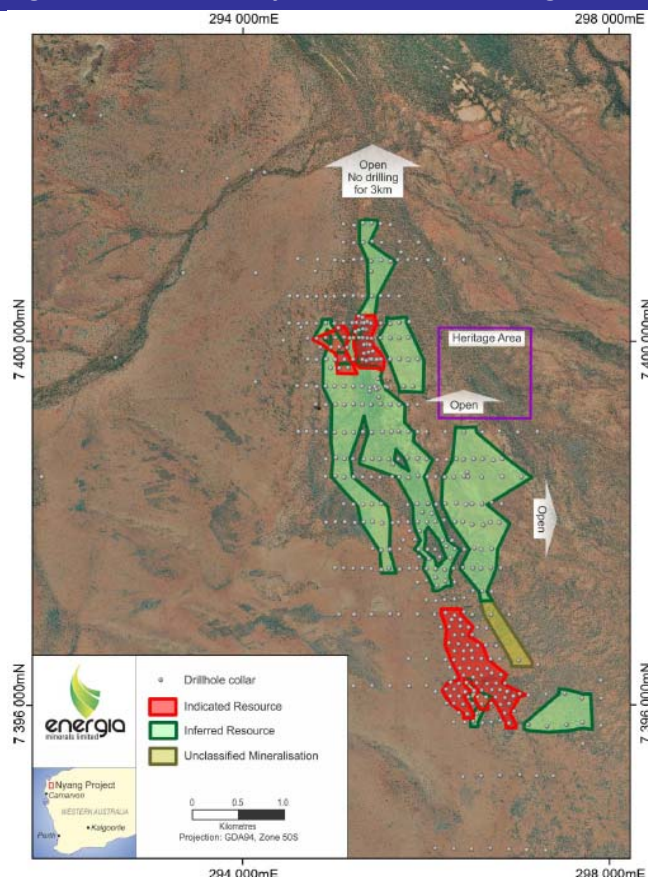 294 000mE
298 000mE
Open
No drilling
for 3km
7 400 000mN
7 400 000mN
Heritage Area
Open
Open
7 396 000mN
7 396 000mN
energia
minerals limited
Drillhole collar
Indicated Resource
Inferred Resource
Unclassified Mineralisation
Nyang Project
Carnarvon
WESTERN AUSTRALIA
Perth
Kalgoorlie
0 0.5 1.0
Kilometres
Projection: GDA94, Zone 50S
294 000mE
298 000mE